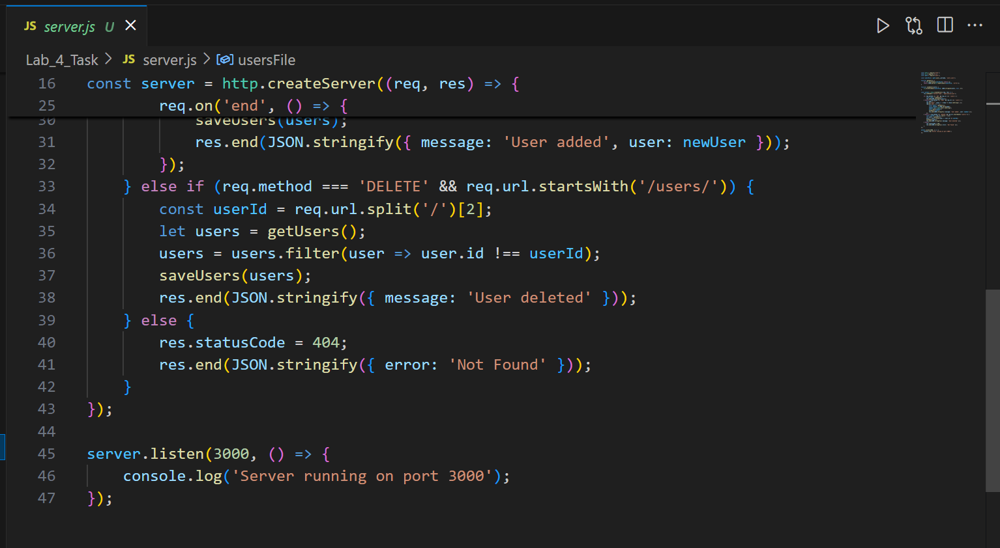 JS server.js U
Lab_4_Task > JS server.js > usersFile
16 const server = http.createServer((req, res) => {
25 req.on('end', () => {
30 saveUsers(users);
31 res.end(JSON.stringify({ message: 'User added', user: newUser }));
32 });
33 } else if (req.method === 'DELETE' && req.url.startsWith('/users/')) {
34 const userId = req.url.split('/')[2];
35 let users = getUsers();
36 users = users.filter(user => user.id !== userId);
37 saveUsers(users);
38 res.end(JSON.stringify({ message: 'User deleted' }));
39 } else {
40 res.statusCode = 404;
41 res.end(JSON.stringify({ error: 'Not Found' }));
42 }
43 });
44
45 server.listen(3000, () => {
46 console.log('Server running on port 3000');
47 });